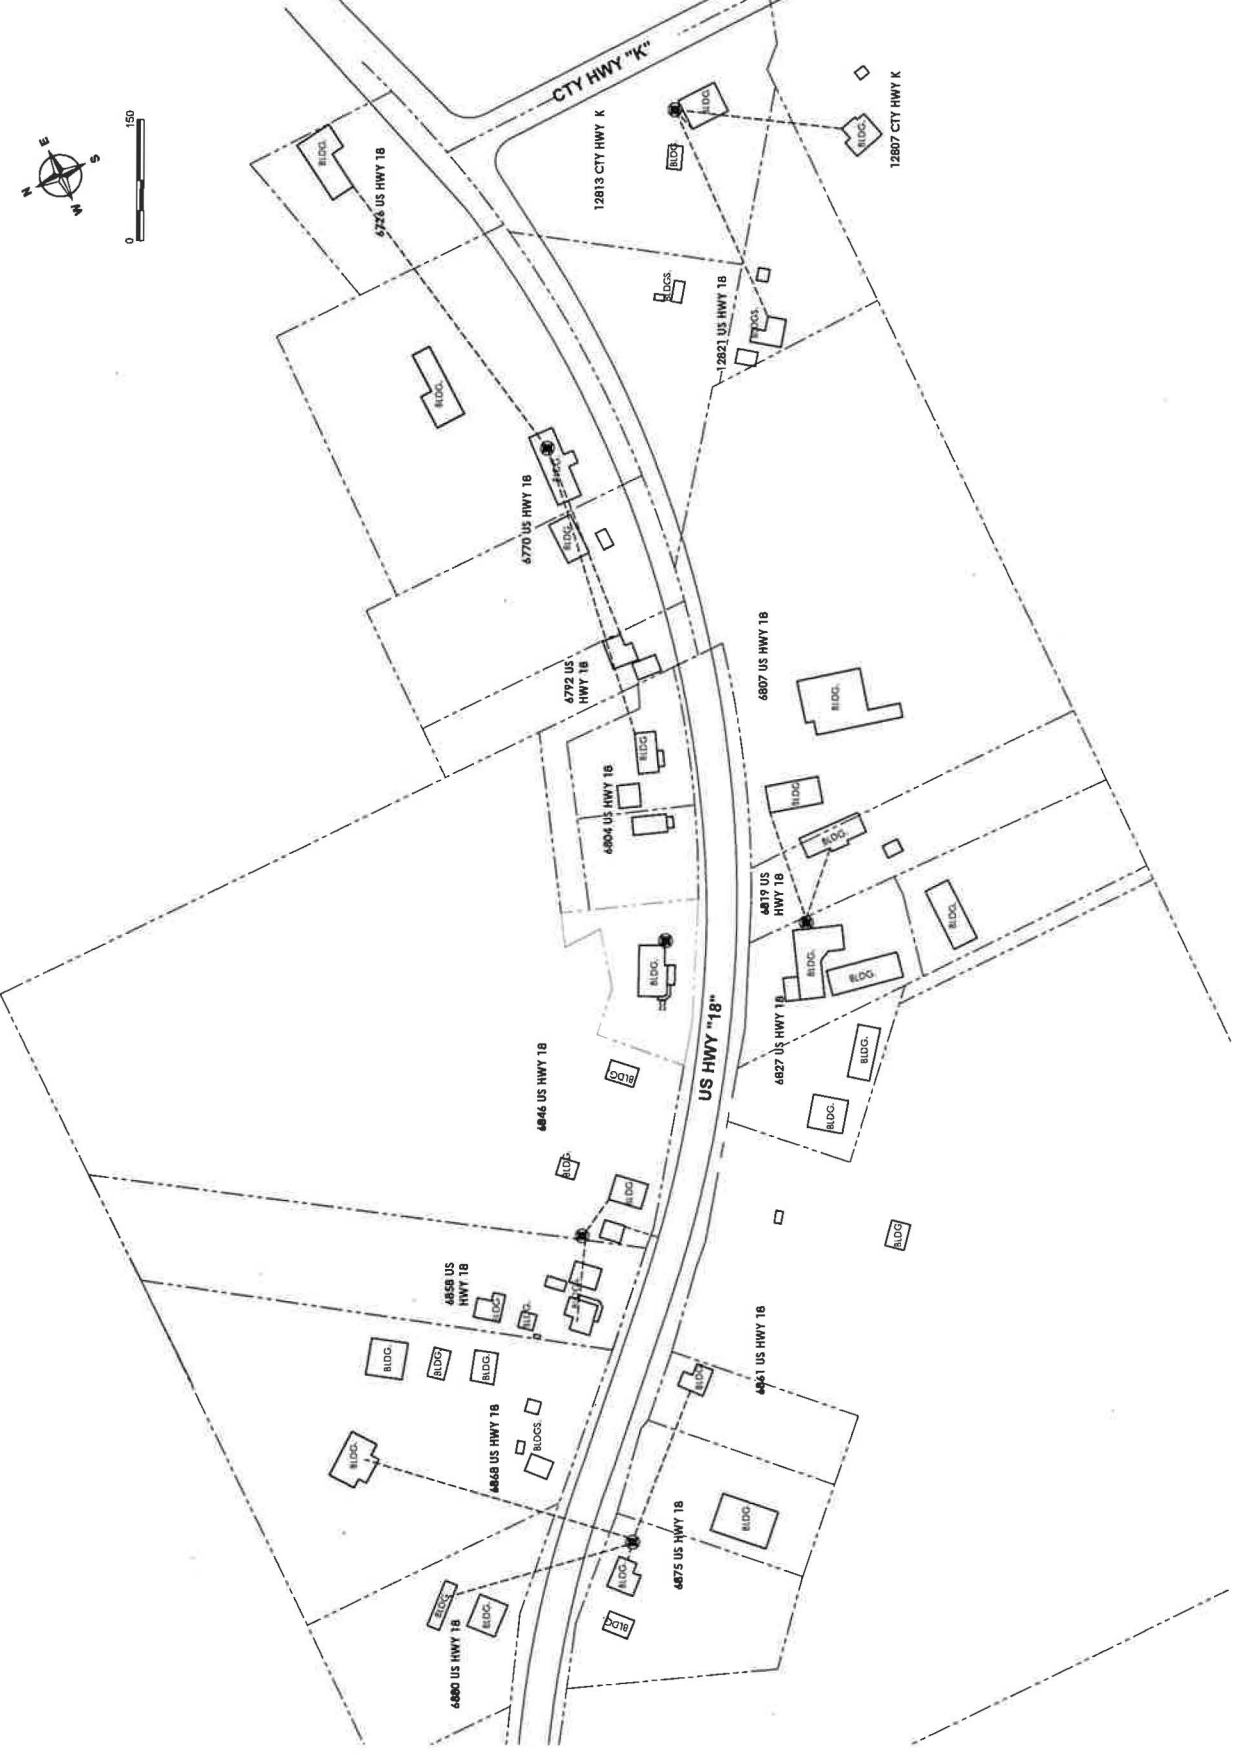 CTY HWY "K"
N
E
S
W
0
150
BLDG.
6726 US HWY 18
12813 CTY HWY K
BLDG
BLDG
BLDG.
12807 CTY HWY K
BLDGS.
12821 US HWY 18
BLDGS.
BLDG.
BLDG
6770 US HWY 18
BLDG.
6792 US
HWY 18
6807 US HWY 18
BLDG.
BLDG
6804 US HWY 18
BLDG
BLDG.
6819 US
HWY 18
BLDG.
BLDG.
BLDG.
BLDG.
6827 US HWY 18
US HWY "18"
BLDG.
BLDG.
6846 US HWY 18
BLDG
BLDG.
BLDG
BLDG
6858 US
HWY 18
BLDG
BLDG.
BLDG.
BLDG.
BLDG.
6861 US HWY 18
BLDG
6868 US HWY 18
BLDGS.
BLDG.
6875 US HWY 18
BLDG.
BLDG.
BLDG
BLDG.
BLDG.
6880 US HWY 18